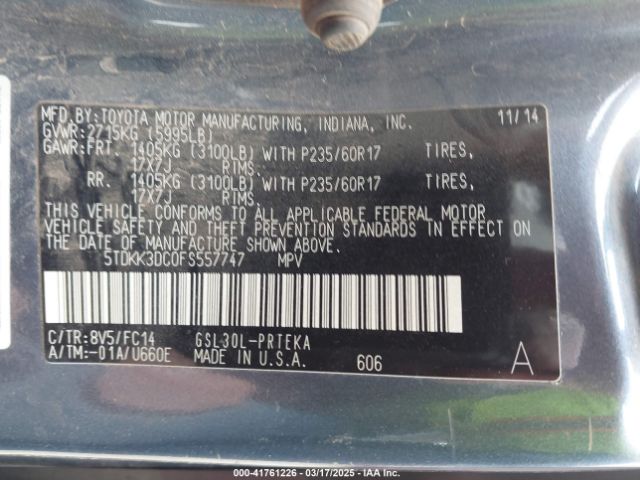 MFD.BY:TOYOTA MOTOR MANUFACTURING, INDIANA, INC. 11/14
GVWR:2715KG (5995LB)
GAWR:FRT. 1405KG (3100LB) WITH P235/60R17 TIRES,
17X7J RIMS.
RR. 1405KG (3100LB) WITH P235/60R17 TIRES,
17X7J RIMS.
THIS VEHICLE CONFORMS TO ALL APPLICABLE FEDERAL MOTOR
VEHICLE SAFETY AND THEFT PREVENTION STANDARDS IN EFFECT ON
THE DATE OF MANUFACTURE SHOWN ABOVE.
5TDKK3DC0FS557747 MPV
C/TR:8V5/FC14 GSL30L-PRTEKA
A/TM:-01A/U660E MADE IN U.S.A. 606 A
000-41761226 - 03/17/2025 - IAA Inc.